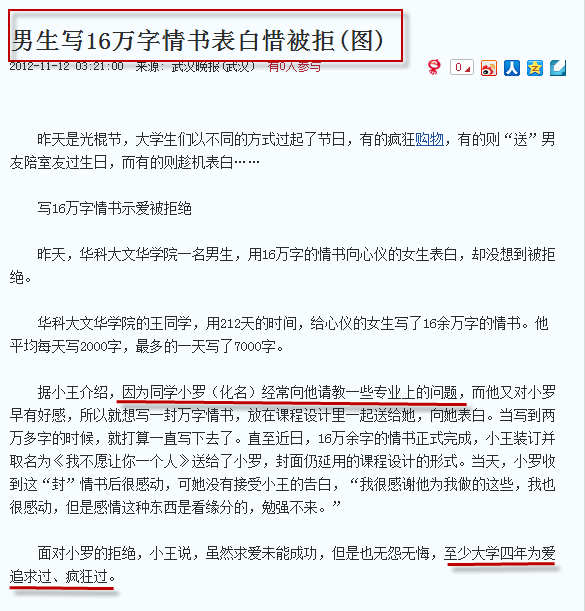 男生写16万字情书表白惜被拒(图)
2012-11-12 03:21:00 来源: 武汉晚报(武汉) 有0人参与
0
昨天是光棍节，大学生们以不同的方式过起了节日，有的疯狂购物，有的则“送”男
友陪室友过生日，而有的则趁机表白……
写16万字情书示爱被拒绝
昨天，华科大文华学院一名男生，用16万字的情书向心仪的女生表白，却没想到被拒
绝。
华科大文华学院的王同学，用212天的时间，给心仪的女生写了16余万字的情书。他
平均每天写2000字，最多的一天写了7000字。
据小王介绍，因为同学小罗（化名）经常向他请教一些专业上的问题，而他又对小罗
早有好感，所以就想写一封万字情书，放在课程设计里一起送给她，向她表白。当写到两
万多字的时候，就打算一直写下去了。直至近日，16万余字的情书正式完成，小王装订并
取名为《我不愿让你一个人》送给了小罗，封面仍延用的课程设计的形式。当天，小罗收
到这“封”情书后很感动，可她没有接受小王的告白，“我很感谢他为我做的这些，我也
很感动，但是感情这种东西是看缘分的，勉强不来。”
面对小罗的拒绝，小王说，虽然求爱未能成功，但是也无怨无悔，至少大学四年为爱
追求过、疯狂过。